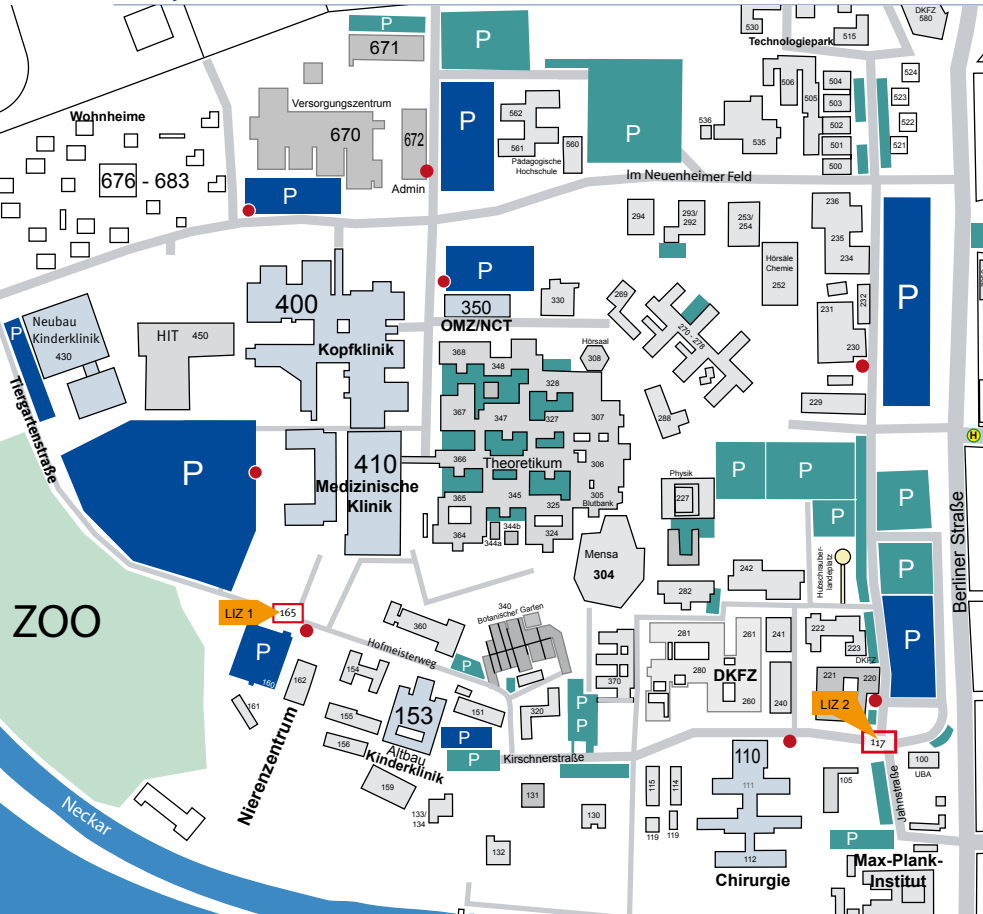 DKFZ
580
P
530
515
Technologiepark
P
671
506
504
524
505
503
523
Versorgungszentrum
562
P
502
522
Wohnheime
670
672
P
561
560
536
535
501
521
Pädagogische
Hochschule
500
676 - 683
P
Admin
Im Neuenheimer Feld
294
293/
292
253/
254
236
235
234
Hörsäle
Chemie
252
P
P
400
350
330
269
232
231
P
Neubau
Kinderklinik
430
HIT 450
OMZ/NCT
270 - 278
230
Kopfklinik
368
348
Hörsaal
308
328
Tiergartenstraße
367
347
327
307
288
229
H
P
410
366
Theoretikum
306
P
P
Medizinische
Klinik
365
345
325
305
Blutbank
Physik
227
P
364
344a
344b
324
P
Mensa
304
Hubschrauber-
landeplatz
P
Berliner Straße
242
282
ZOO
LIZ 1
165
360
340
Botanischer Garten
281
261
241
222
223
P
DKFZ
Hofmeisterweg
P
P
160
154
162
370
280
DKFZ
221
220
161
153
151
320
P
P
260
240
LIZ 2
155
156
Altbau
Kinderklinik
P
P
Kirschnerstraße
110
117
Nierenzentrum
159
131
115
114
111
105
100
UBA
Jahnstraße
133/
134
130
119
119
P
Neckar
132
112
Chirurgie
Max-Plank-
Institut